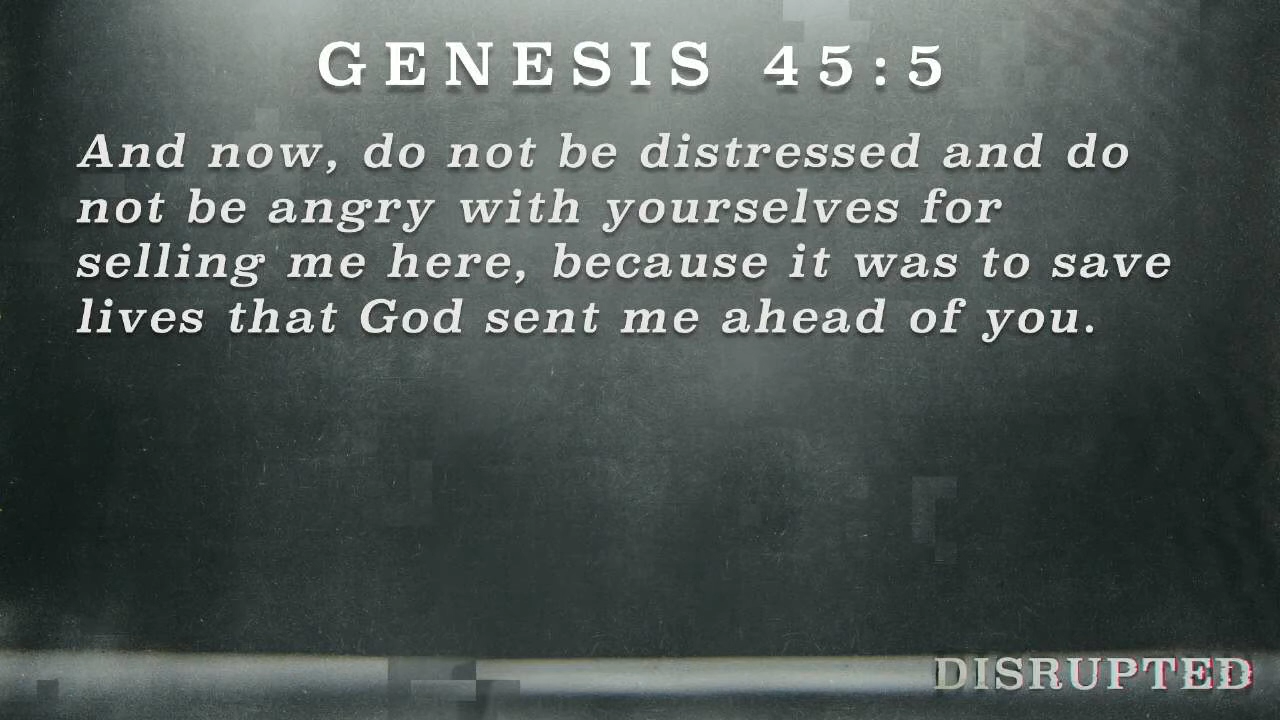 GENESIS 45:5
And now, do not be distressed and do
not be angry with yourselves for
selling me here, because it was to save
lives that God sent me ahead of you.
DISRUPTED